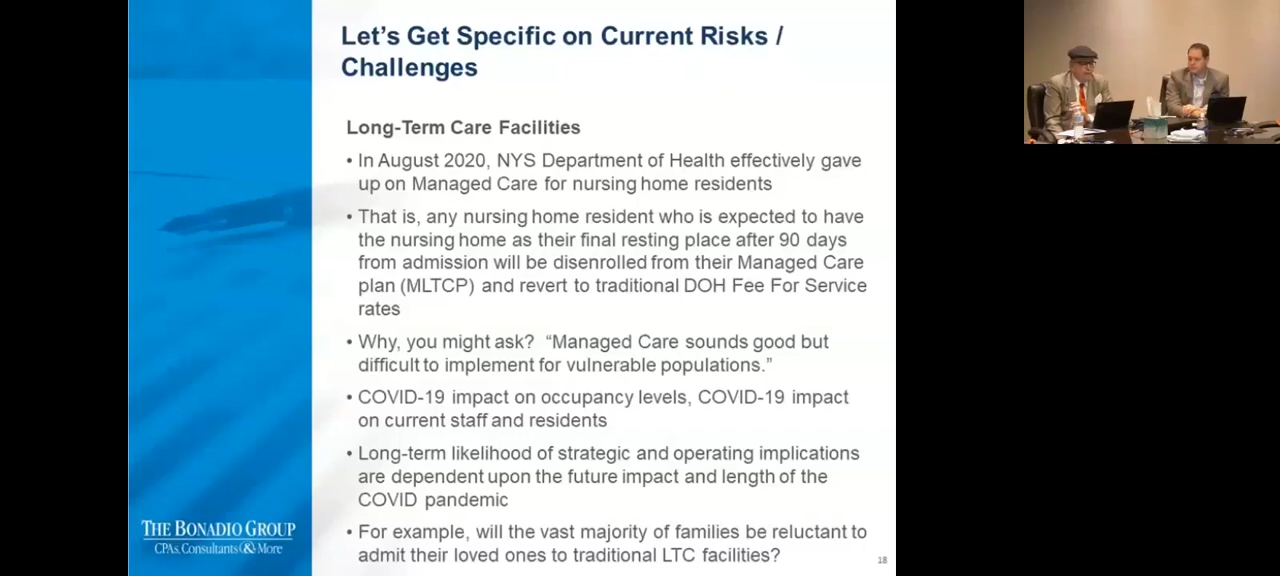 Let's Get Specific on Current Risks /
Challenges
Long-Term Care Facilities
• In August 2020, NYS Department of Health effectively gave
up on Managed Care for nursing home residents
• That is, any nursing home resident who is expected to have
the nursing home as their final resting place after 90 days
from admission will be disenrolled from their Managed Care
plan (MLTCP) and revert to traditional DOH Fee For Service
rates
• Why, you might ask? “Managed Care sounds good but
difficult to implement for vulnerable populations.”
• COVID-19 impact on occupancy levels, COVID-19 impact
on current staff and residents
• Long-term likelihood of strategic and operating implications
are dependent upon the future impact and length of the
COVID pandemic
• For example, will the vast majority of families be reluctant to
admit their loved ones to traditional LTC facilities?
THE BONADIO GROUP
CPAs, Consultants & More
18